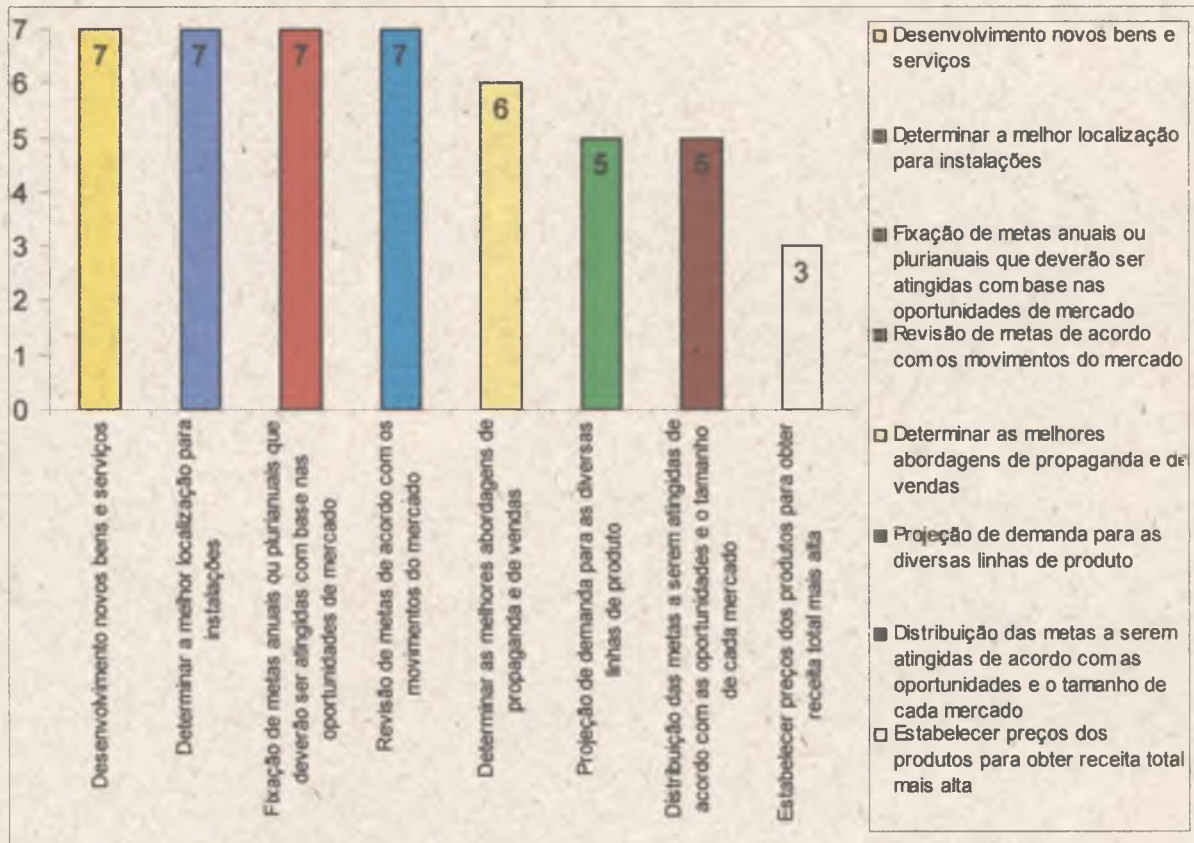 7
6
5
4
3
2
1
0
7
7
7
7
6
5
5
3
Desenvolvimento novos bens e serviços
Determinar a melhor localização para
instalações
Fixação de metas anuais ou plurianuais que
deverão ser atingidas com base nas
oportunidades de mercado
Revisão de metas de acordo com os
movimentos do mercado
Determinar as melhores abordagens de
propaganda e de vendas
Projeção de demanda para as diversas
linhas de produto
Distribuição das metas a serem atingidas de
acordo com as oportunidades e o tamanho
de cada mercado
Estabelecer preços dos produtos para obter
receita total mais alta
Desenvolvimento novos bens e
serviços
Determinar a melhor localização
para instalações
Fixação de metas anuais ou
plurianuais que deverão ser
atingidas com base nas
oportunidades de mercado
Revisão de metas de acordo
com os movimentos do mercado
Determinar as melhores
abordagens de propaganda e de
vendas
Projeção de demanda para as
diversas linhas de produto
Distribuição das metas a serem
atingidas de acordo com as
oportunidades e o tamanho de
cada mercado
Estabelecer preços dos
produtos para obter receita total
mais alta